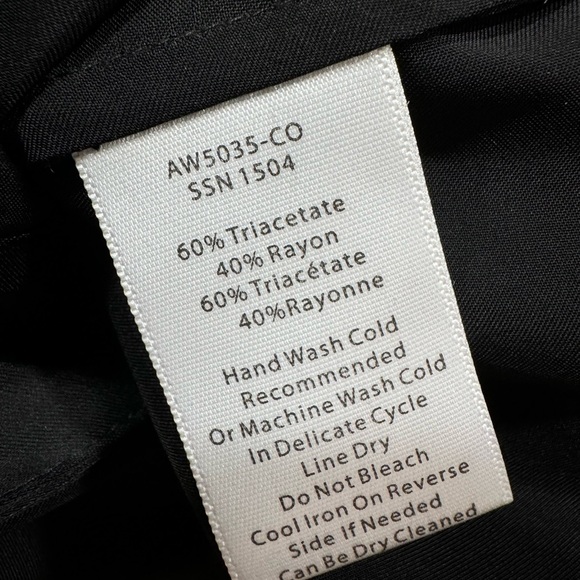 AW5035-CO
SSN 1504
60% Triacetate
40% Rayon
60% Triacétate
40%Rayonne
Hand Wash Cold
Recommended
Or Machine Wash Cold
In Delicate Cycle
Line Dry
Do Not Bleach
Cool Iron On Reverse
Side If Needed
Can Be Dry Cleaned